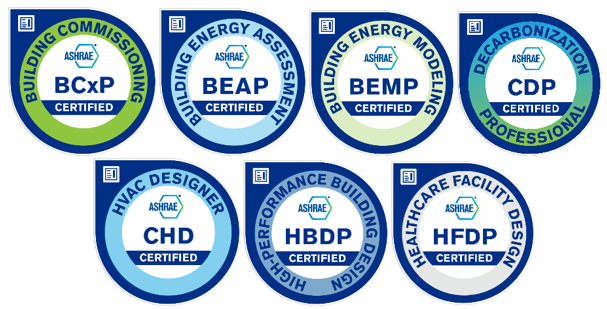 BUILDING COMMISSIONING
ASHRAE
BCxP
CERTIFIED
BUILDING ENERGY ASSESSMENT
ASHRAE
BEAP
CERTIFIED
BUILDING ENERGY MODELING
ASHRAE
BEMP
CERTIFIED
DECARBONIZATION
ASHRAE
CDP
CERTIFIED
PROFESSIONAL
HVAC DESIGNER
ASHRAE
CHD
CERTIFIED
HIGH-PERFORMANCE BUILDING DESIGN
ASHRAE
HBDP
CERTIFIED
HEALTHCARE FACILITY DESIGN
ASHRAE
HFDP
CERTIFIED